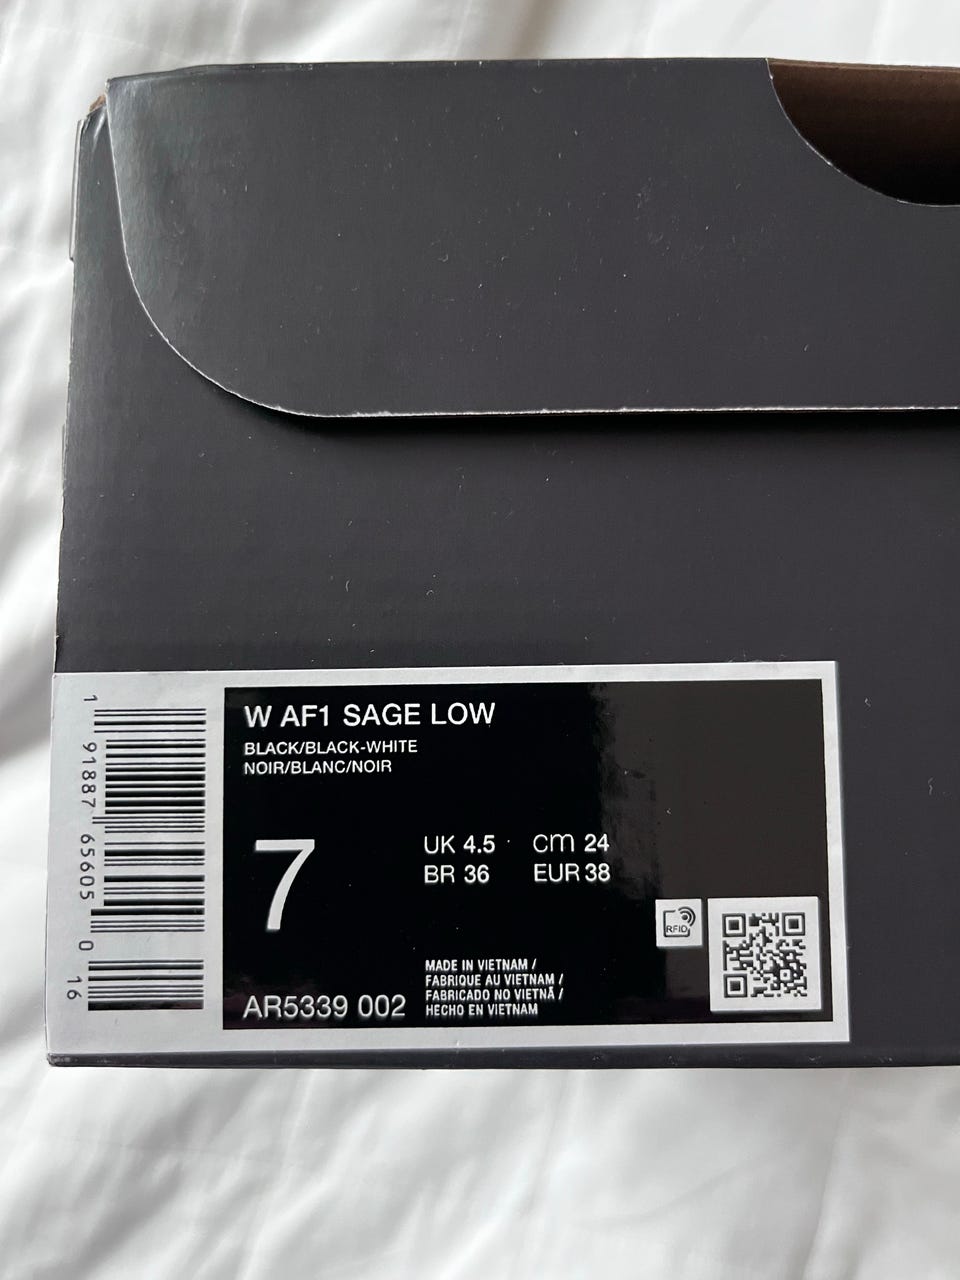 W AF1 SAGE LOW
BLACK/BLACK-WHITE
NOIR/BLANC/NOIR
7
UK 4.5 cm 24
BR 36 EUR 38
RFID
MADE IN VIETNAM /
FABRIQUE AU VIETNAM /
FABRICADO NO VIETNÃ /
HECHO EN VIETNAM
AR5339 002
1 91887 65605 0 16